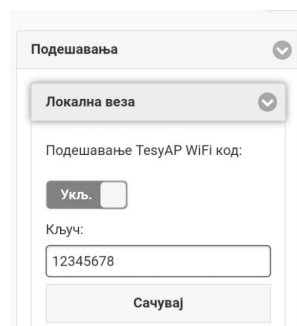 Подешавања
Локална веза
Подешавање TesyAP WiFi код:
Укљ.
Кључ:
12345678
Сачувај